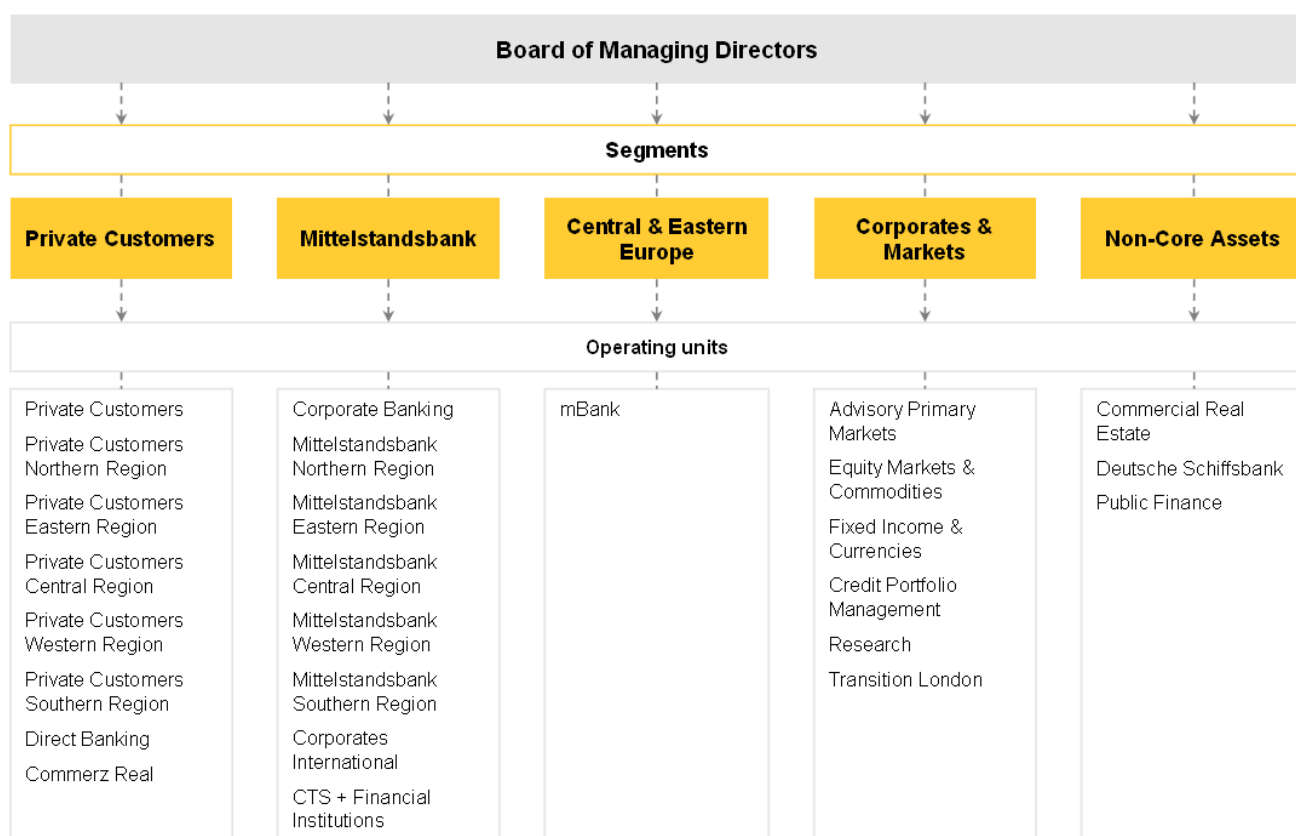 Board of Managing Directors
Segments
Private Customers
Mittelstandsbank
Central & Eastern
Europe
Corporates &
Markets
Non-Core Assets
Operating units
Private Customers
Private Customers
Northern Region
Private Customers
Eastern Region
Private Customers
Central Region
Private Customers
Western Region
Private Customers
Southern Region
Direct Banking
Commerz Real
Corporate Banking
Mittelstandsbank
Northern Region
Mittelstandsbank
Eastern Region
Mittelstandsbank
Central Region
Mittelstandsbank
Western Region
Mittelstandsbank
Southern Region
Corporates
International
CTS + Financial
Institutions
mBank
Advisory Primary
Markets
Equity Markets &
Commodities
Fixed Income &
Currencies
Credit Portfolio
Management
Research
Transition London
Commercial Real
Estate
Deutsche Schiffsbank
Public Finance